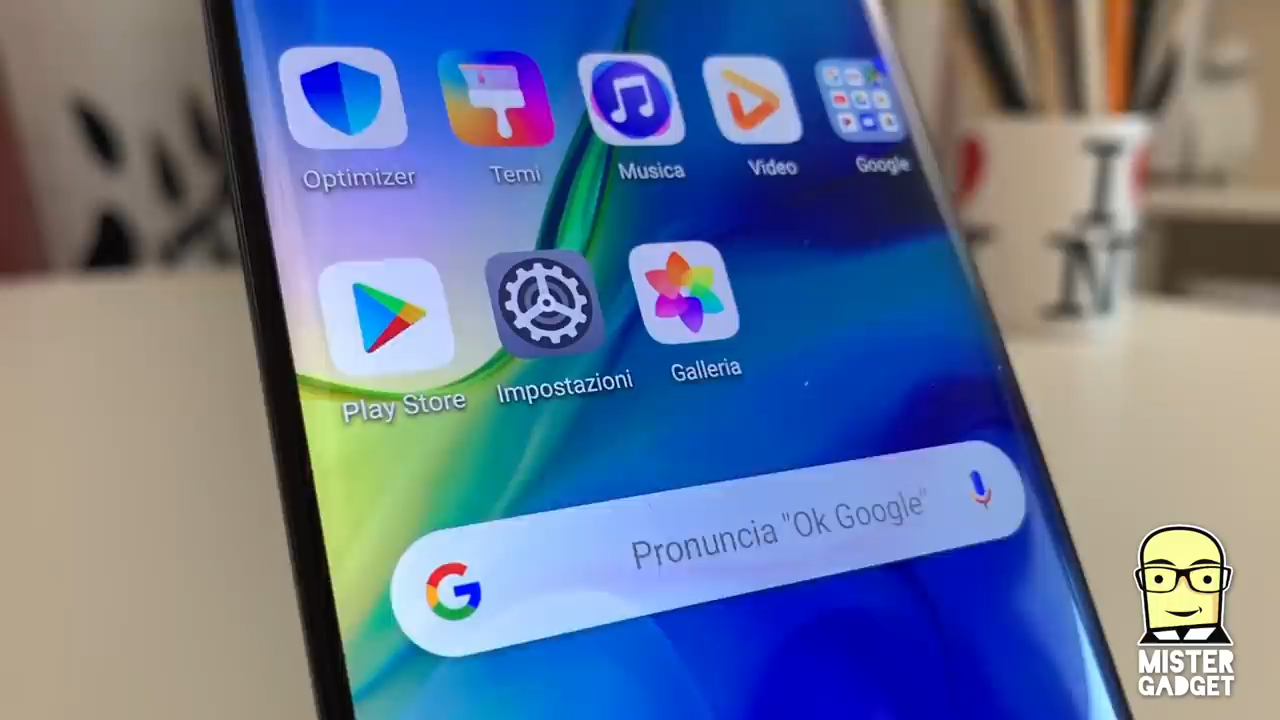 Optimizer
Temi
Musica
Video
Google
Play Store
Impostazioni
Galleria
G
Pronuncia "Ok Google"
I
N
MISTER
GADGET